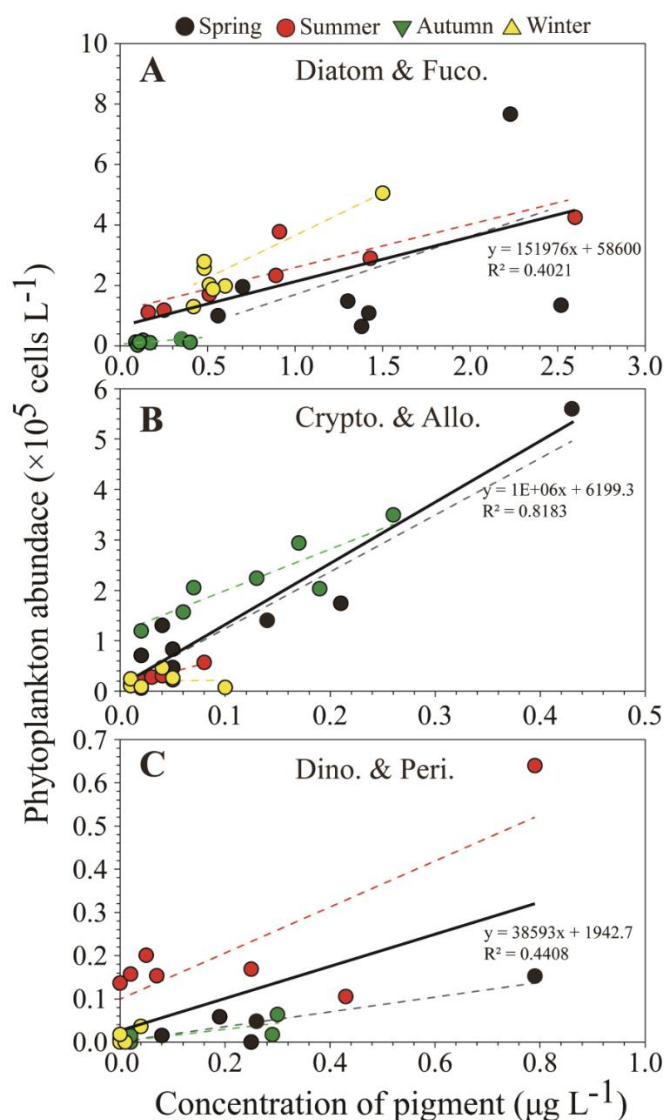 Spring Summer Autumn Winter
A
Diatom & Fuco.
10
8
6
4
2
0
y = 151976x + 58600
R² = 0.4021
0.0 0.5 1.0 1.5 2.0 2.5 3.0
B
Crypto. & Allo.
6
5
4
3
2
1
0
y = 1E+06x + 6199.3
R² = 0.8183
0.0 0.1 0.2 0.3 0.4 0.5
C
Dino. & Peri.
0.7
0.6
0.5
0.4
0.3
0.2
0.1
0.0
y = 38593x + 1942.7
R² = 0.4408
0.0 0.2 0.4 0.6 0.8 1.0
Phytoplankton abundace (×10⁵ cells L⁻¹)
Concentration of pigment (μg L⁻¹)